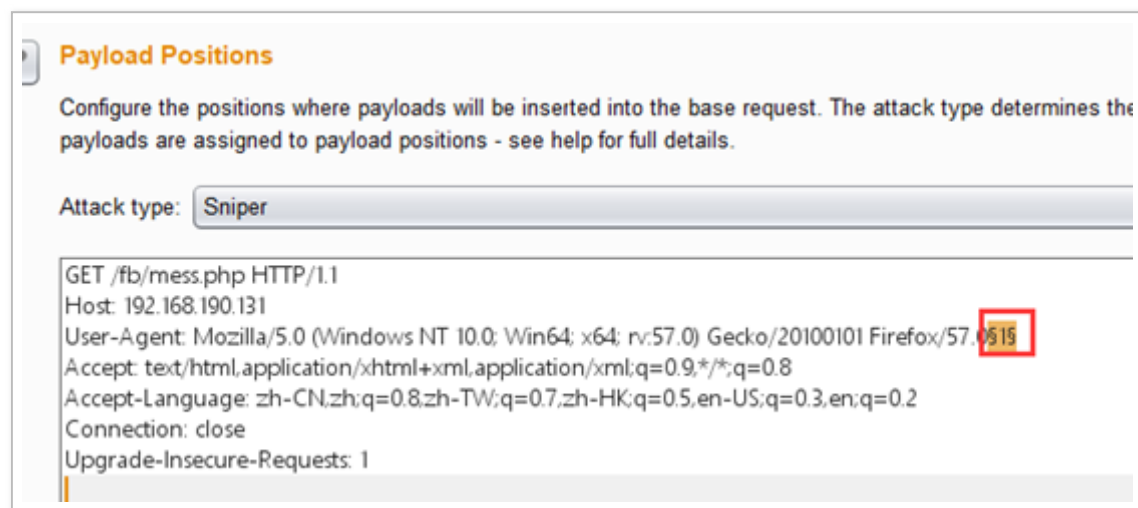 Payload Positions
Configure the positions where payloads will be inserted into the base request. The attack type determines the
payloads are assigned to payload positions - see help for full details.
Attack type: Sniper
GET /fb/mess.php HTTP/1.1
Host: 192.168.190.131
User-Agent: Mozilla/5.0 (Windows NT 10.0; Win64; x64; rv:57.0) Gecko/20100101 Firefox/57.0§1§
Accept: text/html,application/xhtml+xml,application/xml;q=0.9,*/*;q=0.8
Accept-Language: zh-CN,zh;q=0.8,zh-TW;q=0.7,zh-HK;q=0.5,en-US;q=0.3,en;q=0.2
Connection: close
Upgrade-Insecure-Requests: 1